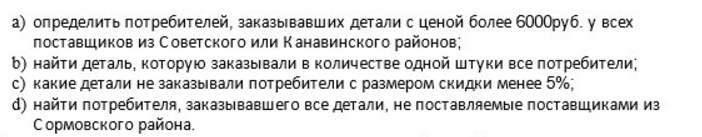 a) определить потребителей, заказывавших детали с ценой более 6000руб. у всех
поставщиков из Советского или Канавинского районов;
b) найти деталь, которую заказывали в количестве одной штуки все потребители;
c) какие детали не заказывали потребители с размером скидки менее 5%;
d) найти потребителя, заказывавшего все детали, не поставляемые поставщиками из
Сормовского района.